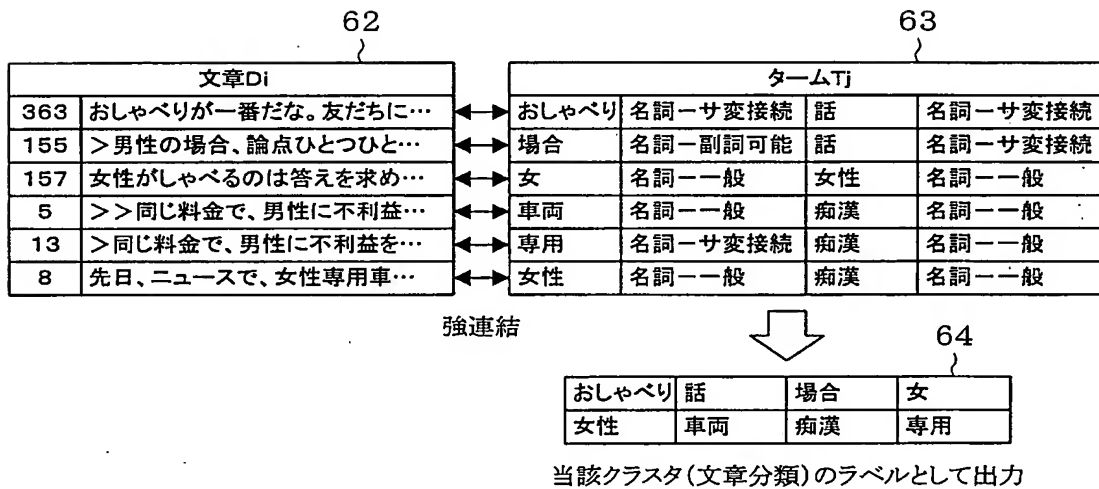 62
63
文章Di
タームTj
363 おしゃべりが一番だな。友だちに… おしゃべり 名詞ーサ変接続 話 名詞ーサ変接続
155 >男性の場合、論点ひとつひと… 場合 名詞ー副詞可能 話 名詞ーサ変接続
157 女性がしゃべるのは答えを求め… 女 名詞ー一般 女性 名詞ー一般
5 >>同じ料金で、男性に不利益… 車両 名詞ー一般 痴漢 名詞ー一般
13 >同じ料金で、男性に不利益を… 専用 名詞ーサ変接続 痴漢 名詞ー一般
8 先日、ニュースで、女性専用車… 女性 名詞ー一般 痴漢 名詞ー一般
強連結
64
おしゃべり 話 場合 女
女性 車両 痴漢 専用
当該クラスタ(文章分類)のラベルとして出力